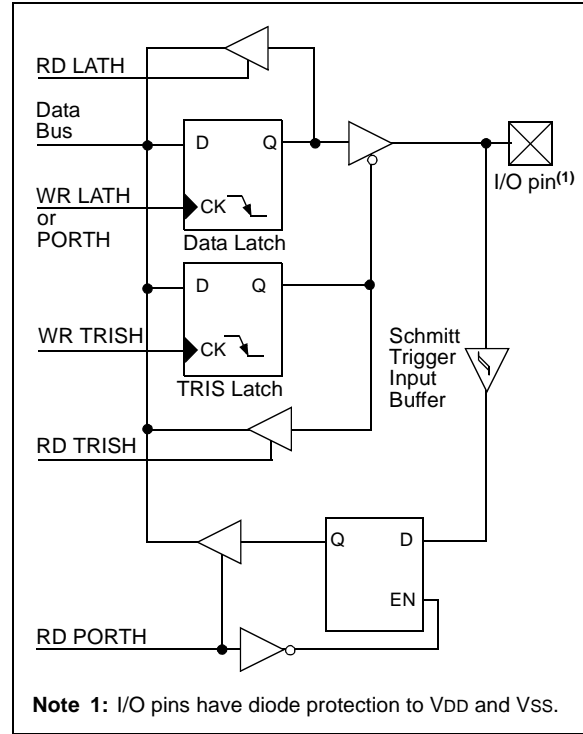 RD LATH
Data
Bus
D Q
I/O pin(1)
WR LATH
or
PORTH
CK
Data Latch
D Q
WR TRISH
CK
TRIS Latch
Schmitt
Trigger
Input
Buffer
RD TRISH
Q D
EN
RD PORTH
Note 1: I/O pins have diode protection to VDD and VSS.